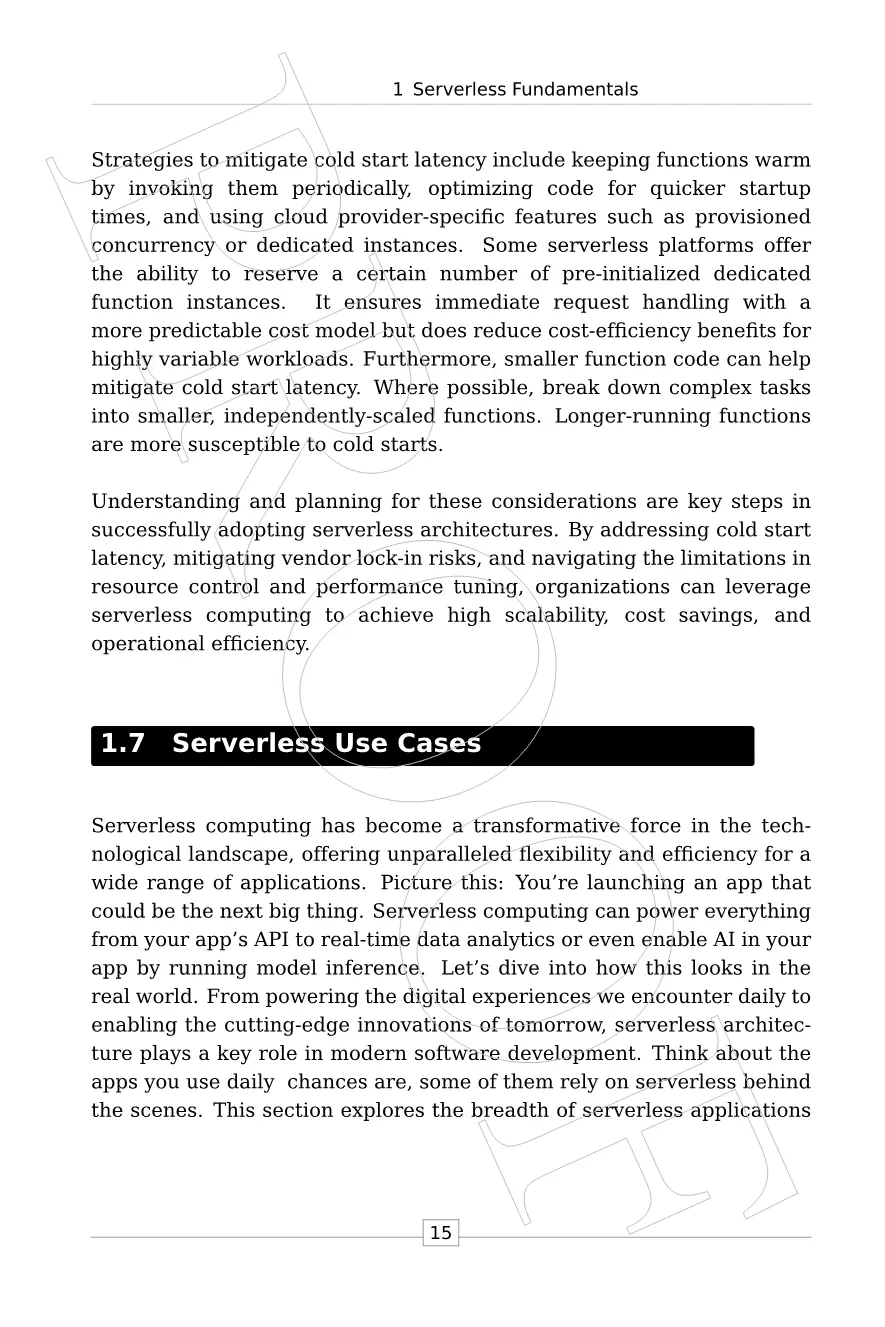 1 Serverless Fundamentals
Strategies to mitigate cold start latency include keeping functions warm
by invoking them periodically, optimizing code for quicker startup
times, and using cloud provider-specific features such as provisioned
concurrency or dedicated instances. Some serverless platforms offer
the ability to reserve a certain number of pre-initialized dedicated
function instances. It ensures immediate request handling with a
more predictable cost model but does reduce cost-efficiency benefits for
highly variable workloads. Furthermore, smaller function code can help
mitigate cold start latency. Where possible, break down complex tasks
into smaller, independently-scaled functions. Longer-running functions
are more susceptible to cold starts.
Understanding and planning for these considerations are key steps in
successfully adopting serverless architectures. By addressing cold start
latency, mitigating vendor lock-in risks, and navigating the limitations in
resource control and performance tuning, organizations can leverage
serverless computing to achieve high scalability, cost savings, and
operational efficiency.
1.7 Serverless Use Cases
Serverless computing has become a transformative force in the tech-
nological landscape, offering unparalleled flexibility and efficiency for a
wide range of applications. Picture this: You’re launching an app that
could be the next big thing. Serverless computing can power everything
from your app’s API to real-time data analytics or even enable AI in your
app by running model inference. Let’s dive into how this looks in the
real world. From powering the digital experiences we encounter daily to
enabling the cutting-edge innovations of tomorrow, serverless architec-
ture plays a key role in modern software development. Think about the
apps you use daily  chances are, some of them rely on serverless behind
the scenes. This section explores the breadth of serverless applications
15
PROOF